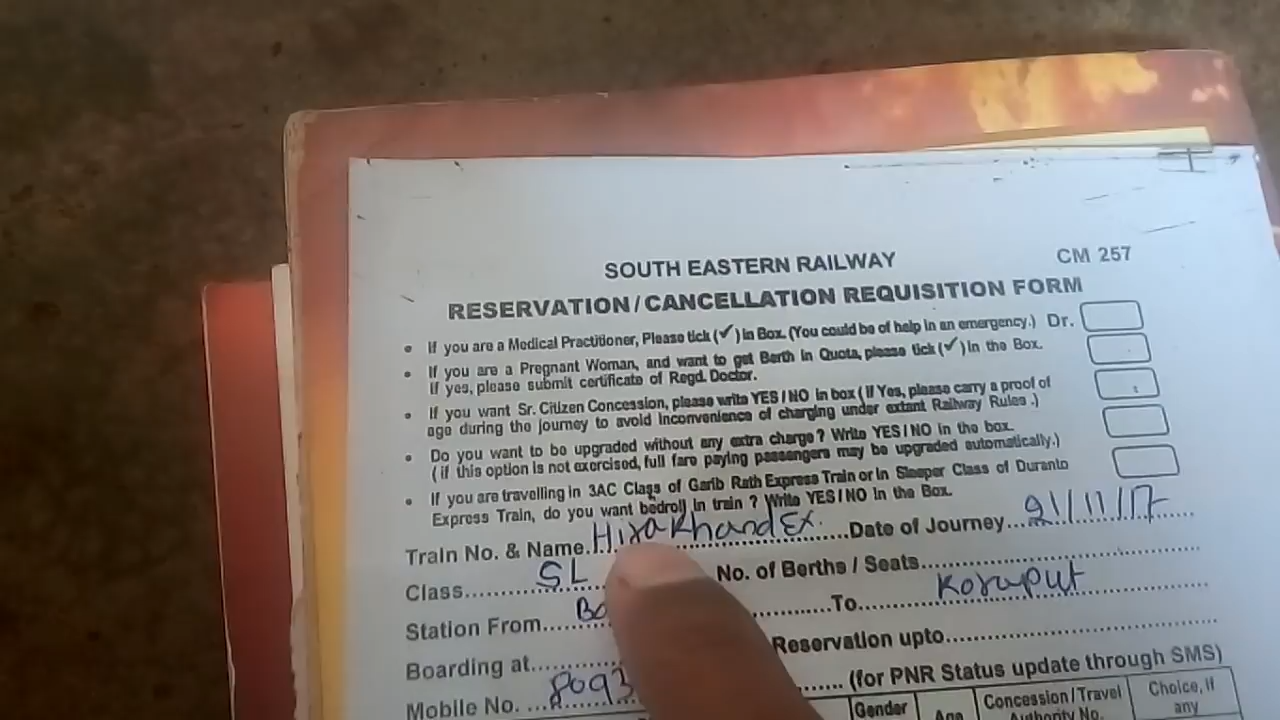 SOUTH EASTERN RAILWAY CM 257
RESERVATION/CANCELLATION REQUISITION FORM
• If you are a Medical Practitioner, Please tick (✓) in Box. (You could be of help in an emergency.) Dr.
• If you are a Pregnant Woman, and want to get Berth in Quota, please tick (✓) In the Box.
If yes, please submit certificate of Regd. Doctor.
• If you want Sr. Citizen Concession, please write YES / NO in box ( If Yes, please carry a proof of
age during the journey to avoid inconvenience of charging under extant Railway Rules .)
• Do you want to be upgraded without any extra charge ? Write YES / NO in the box.
( if this option is not exercised, full fare paying passengers may be upgraded automatically.)
• If you are travelling in 3AC Class of Garib Rath Express Train or in Sleeper Class of Duranto
Express Train, do you want bedroll in train ? Write YES / NO in the Box.
Train No. & Name Hirakhand Ex. Date of Journey 21/11/17
Class SL No. of Berths / Seats
Station From To Koraput
Boarding at Reservation upto
Mobile No. 8093 (for PNR Status update through SMS)
Gender Age Concession / Travel Choice, if
Authority No. any